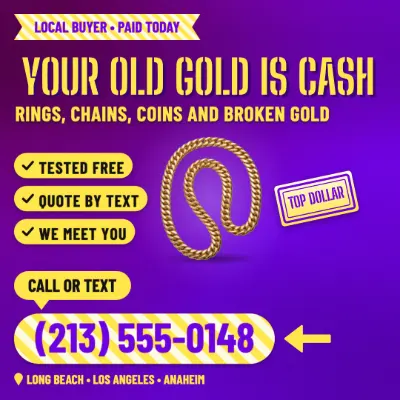 LOCAL BUYER • PAID TODAY
YOUR OLD GOLD IS CASH
RINGS, CHAINS, COINS AND BROKEN GOLD
TESTED FREE
QUOTE BY TEXT
WE MEET YOU
TOP DOLLAR
CALL OR TEXT
(213) 555-0148
LONG BEACH • LOS ANGELES • ANAHEIM